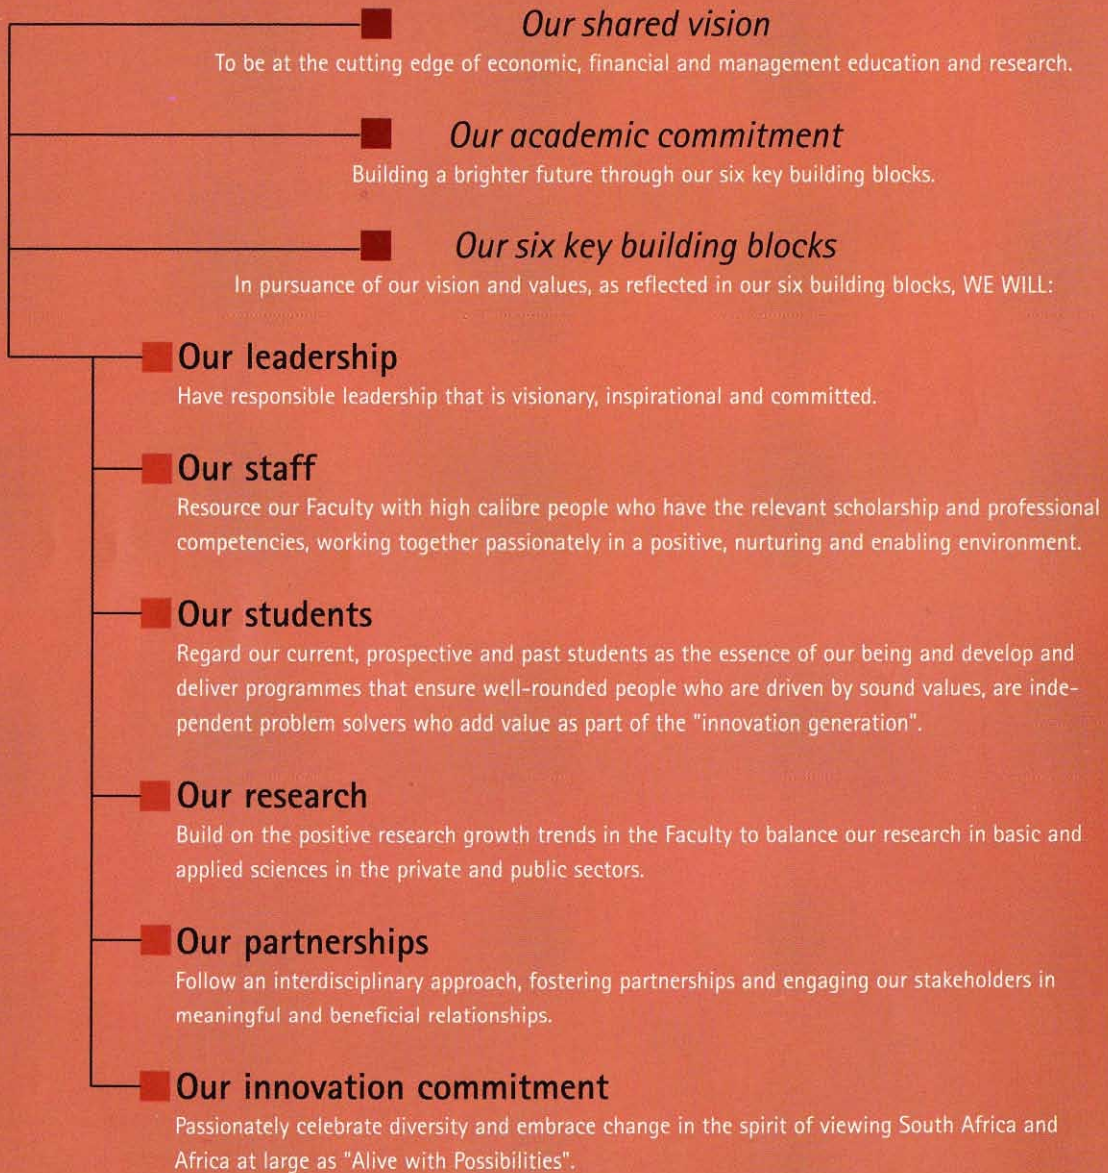 Our shared vision
To be at the cutting edge of economic, financial and management education and research.
Our academic commitment
Building a brighter future through our six key building blocks.
Our six key building blocks
In pursuance of our vision and values, as reflected in our six building blocks, WE WILL:
Our leadership
Have responsible leadership that is visionary, inspirational and committed.
Our staff
Resource our Faculty with high calibre people who have the relevant scholarship and professional
competencies, working together passionately in a positive, nurturing and enabling environment.
Our students
Regard our current, prospective and past students as the essence of our being and develop and
deliver programmes that ensure well-rounded people who are driven by sound values, are inde-
pendent problem solvers who add value as part of the "innovation generation".
Our research
Build on the positive research growth trends in the Faculty to balance our research in basic and
applied sciences in the private and public sectors.
Our partnerships
Follow an interdisciplinary approach, fostering partnerships and engaging our stakeholders in
meaningful and beneficial relationships.
Our innovation commitment
Passionately celebrate diversity and embrace change in the spirit of viewing South Africa and
Africa at large as "Alive with Possibilities".